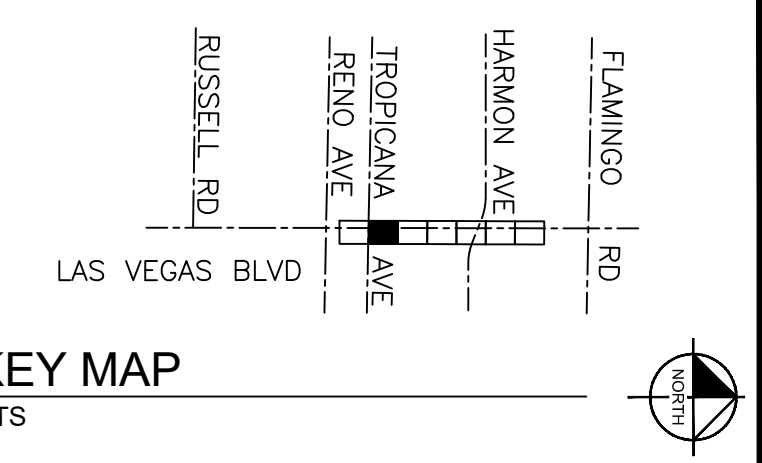 RUSSELL RD
RENO AVE
TROPICANA AVE
HARMON AVE
FLAMINGO RD
LAS VEGAS BLVD
KEY MAP
TS
NORTH